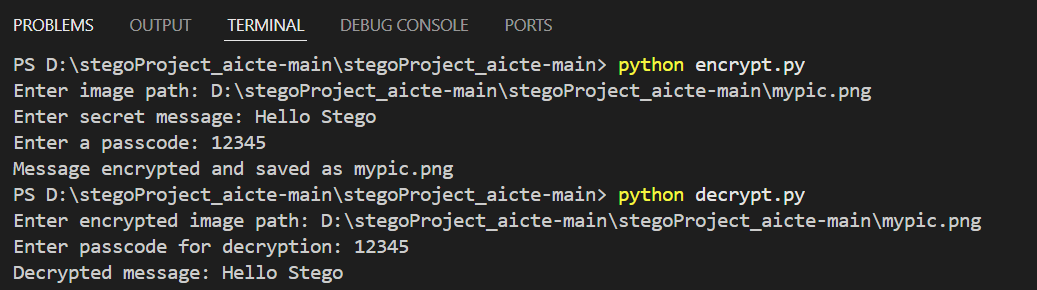 PROBLEMS OUTPUT TERMINAL DEBUG CONSOLE PORTS
PS D:\stegoProject_aicte-main\stegoProject_aicte-main> python encrypt.py
Enter image path: D:\stegoProject_aicte-main\stegoProject_aicte-main\mypic.png
Enter secret message: Hello Stego
Enter a passcode: 12345
Message encrypted and saved as mypic.png
PS D:\stegoProject_aicte-main\stegoProject_aicte-main> python decrypt.py
Enter encrypted image path: D:\stegoProject_aicte-main\stegoProject_aicte-main\mypic.png
Enter passcode for decryption: 12345
Decrypted message: Hello Stego